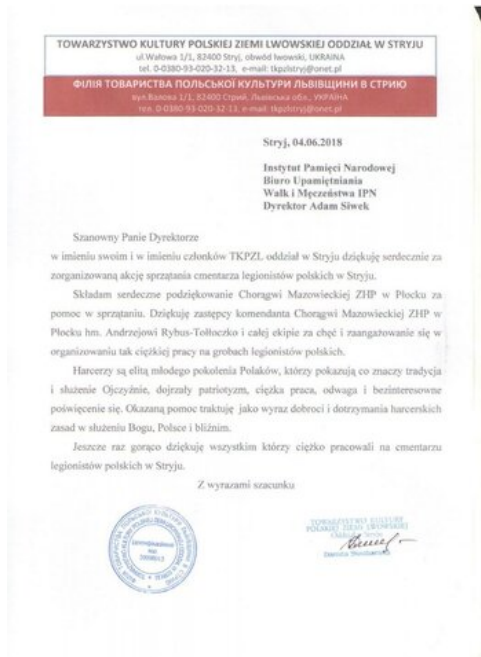 TOWARZYSTWO KULTURY POLSKIEJ ZIEMI LWOWSKIEJ ODDZIAŁ W STRYJU
ul.Wałowa 1/1, 82400 Stryj, obwód lwowski, UKRAINA
tel. 0-0380-93-020-32-13, e-mail: tkpzlstryj@onet.pl
ФІЛІЯ ТОВАРИСТВА ПОЛЬСЬКОЇ КУЛЬТУРИ ЛЬВІВЩИНИ В СТРИЮ
вул.Валова 1/1, 82400 Стрий, Львівська обл., УКРАЇНА
тел. 0-0380-93-020-32-13, e-mail: tkpzlstryj@onet.pl
Stryj, 04.06.2018
Instytut Pamięci Narodowej
Biuro Upamiętniania
Walk i Męczeństwa IPN
Dyrektor Adam Siwek
Szanowny Panie Dyrektorze
w imieniu swoim i w imieniu członków TKPZL oddział w Stryju dziękuję serdecznie za
zorganizowaną akcję sprzątania cmentarza legionistów polskich w Stryju.
Składam serdeczne podziękowanie Chorągwi Mazowieckiej ZHP w Płocku za
pomoc w sprzątaniu. Dziękuję zastępcy komendanta Chorągwi Mazowieckiej ZHP w
Płocku hm. Andrzejowi Rybus-Tołłoczko i całej ekipie za chęć i zaangażowanie się w
organizowaniu tak ciężkiej pracy na grobach legionistów polskich.
Harcerzy są elitą młodego pokolenia Polaków, którzy pokazują co znaczy tradycja
i służenie Ojczyźnie, dojrzały patriotyzm, ciężka praca, odwaga i bezinteresowne
poświęcenie się. Okazaną pomoc traktuję jako wyraz dobroci i dotrzymania harcerskich
zasad w służeniu Bogu, Polsce i bliźnim.
Jeszcze raz gorąco dziękuję wszystkim którzy ciężko pracowali na cmentarzu
legionistów polskich w Stryju.
Z wyrazami szacunku
TOWARZYSTWO KULTURY
POLSKIEJ ZIEMI LWOWSKIEJ